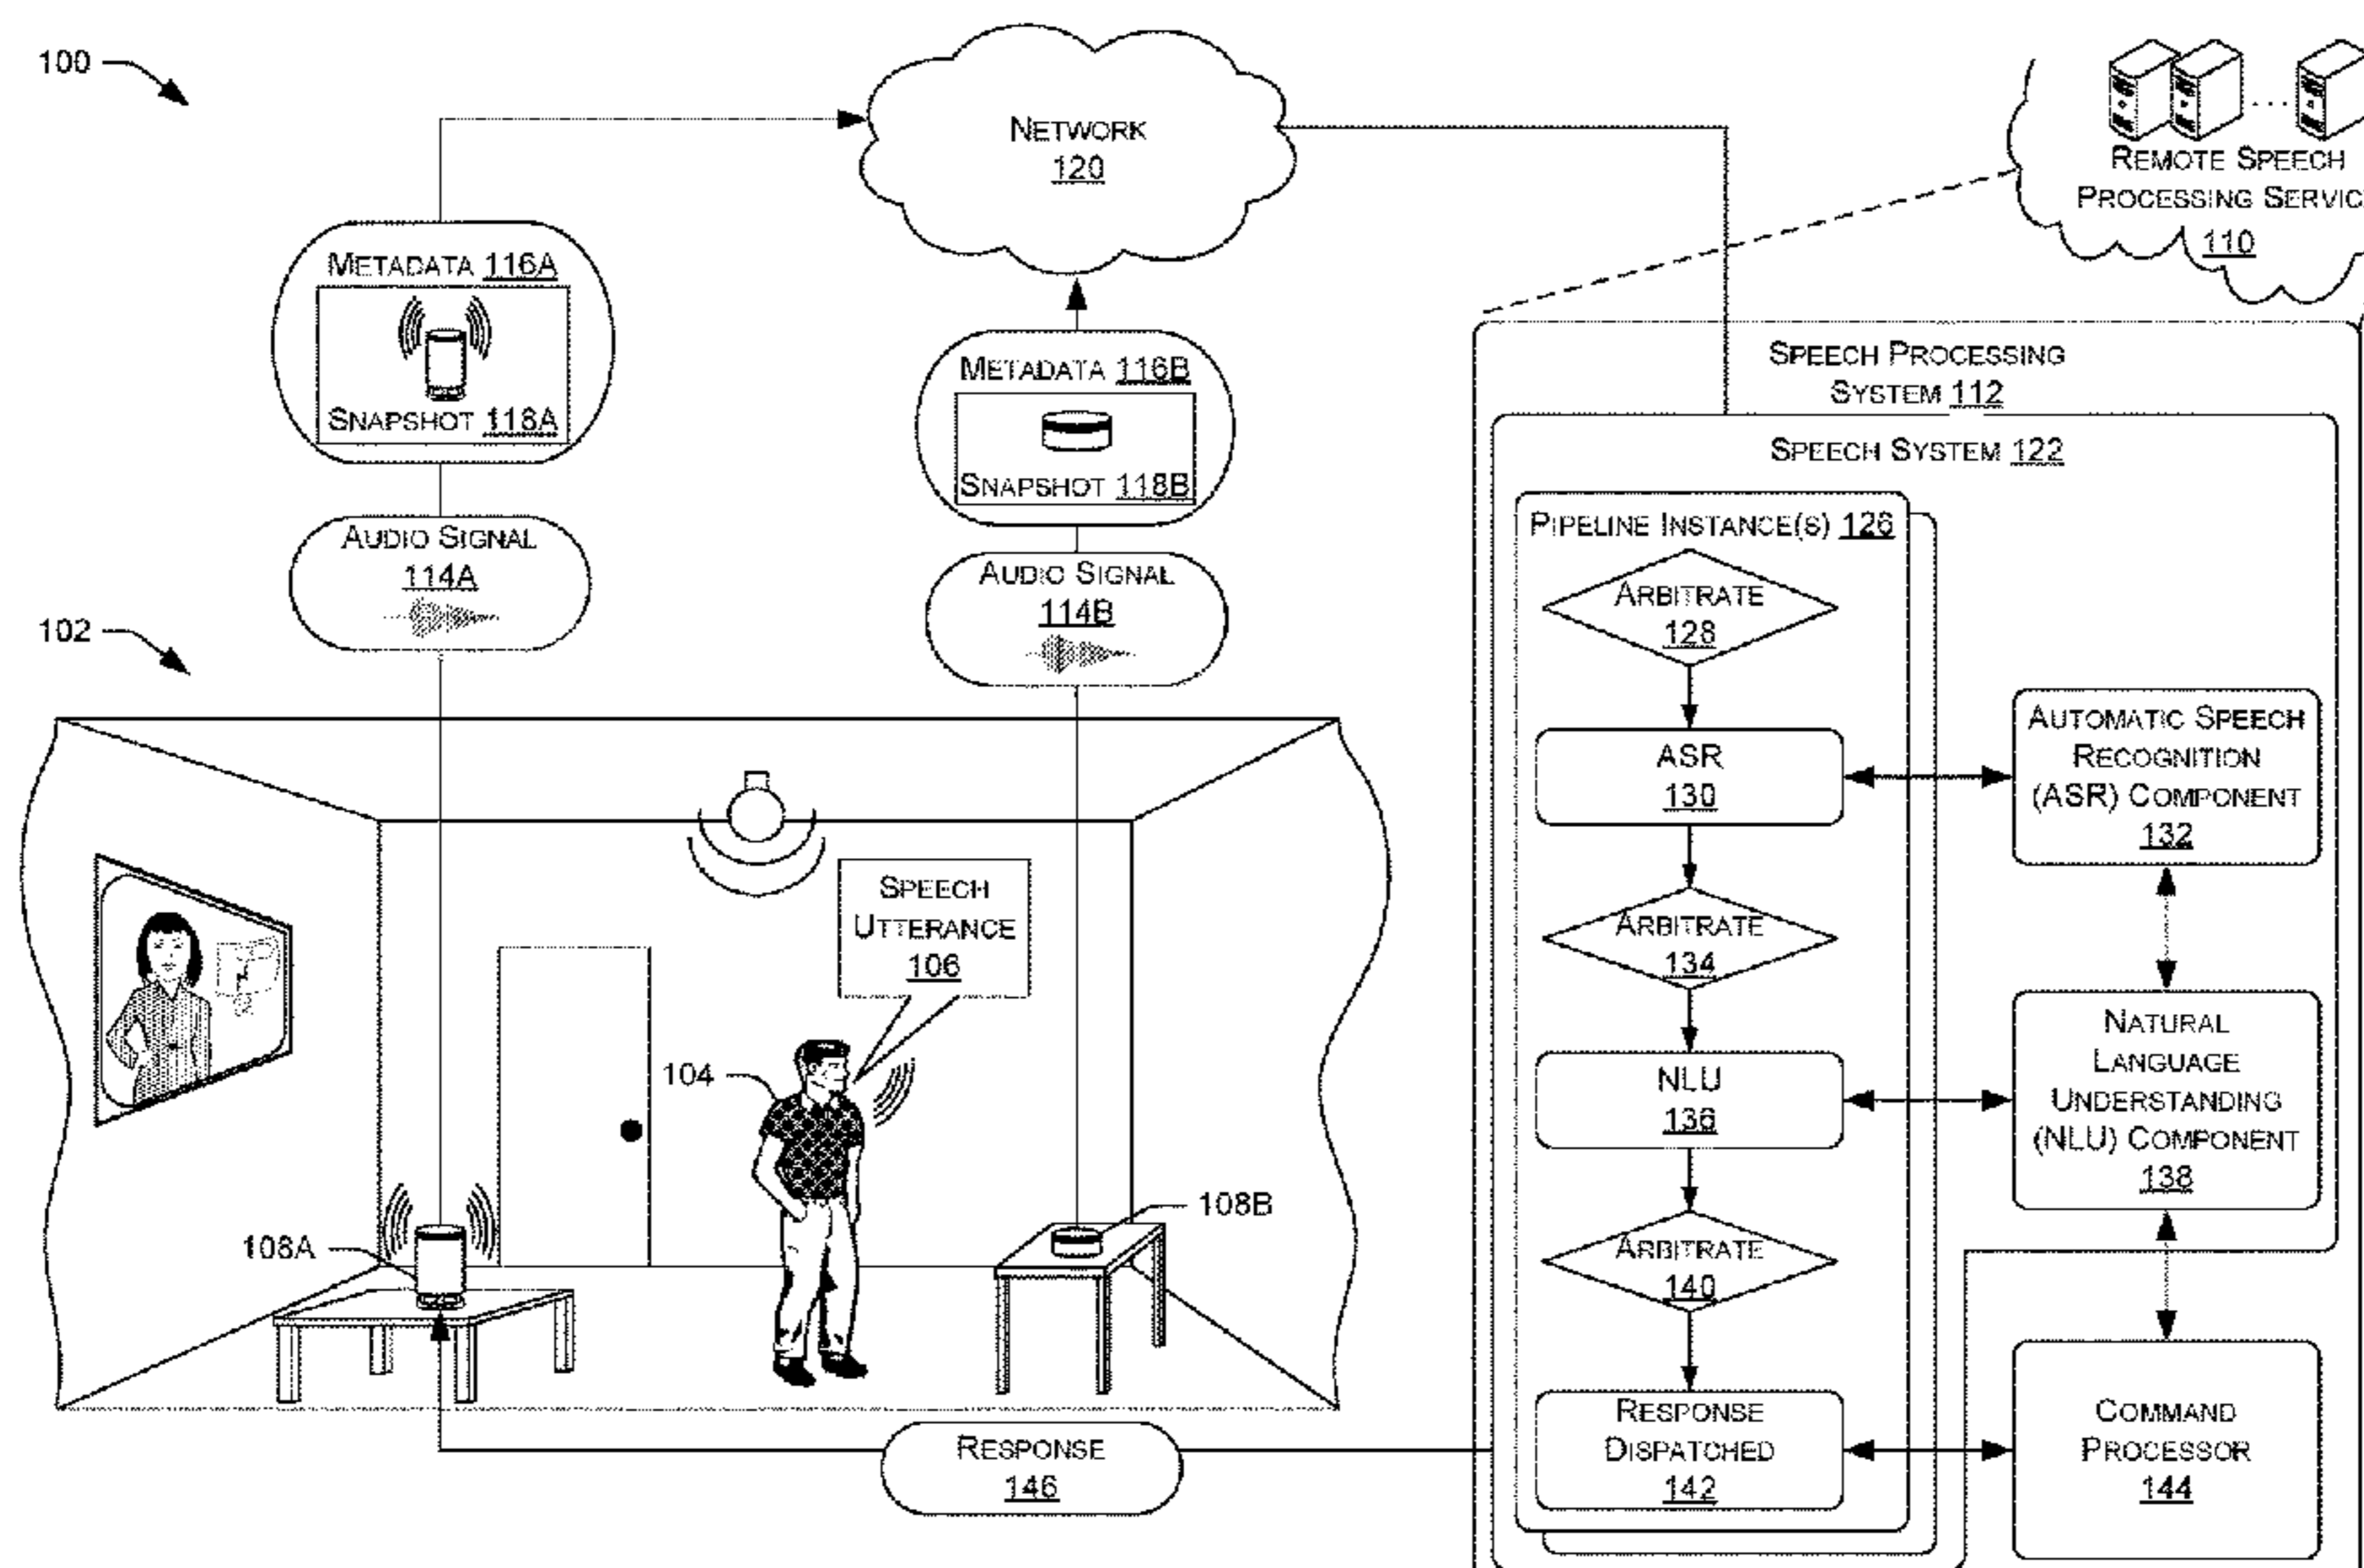 100
NETWORK
120
REMOTE SPEECH
PROCESSING SERVIC
110
METADATA 116A
SNAPSHOT 118A
METADATA 116B
SNAPSHOT 118B
AUDIO SIGNAL
114A
AUDIO SIGNAL
114B
102
SPEECH
UTTERANCE
106
104
108A
108B
RESPONSE
146
SPEECH PROCESSING
SYSTEM 112
SPEECH SYSTEM 122
PIPELINE INSTANCE(S) 126
ARBITRATE
128
ASR
130
ARBITRATE
134
NLU
136
ARBITRATE
140
RESPONSE
DISPATCHED
142
AUTOMATIC SPEECH
RECOGNITION
(ASR) COMPONENT
132
NATURAL
LANGUAGE
UNDERSTANDING
(NLU) COMPONENT
138
COMMAND
PROCESSOR
144